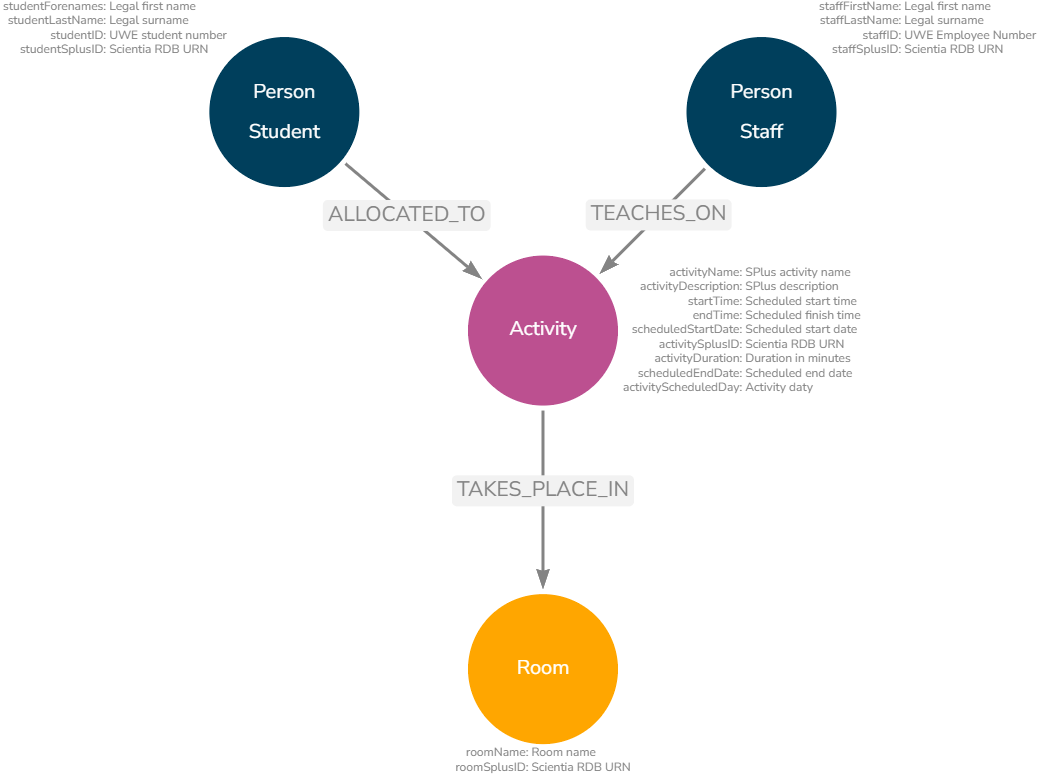 studentForenames: Legal first name
studentLastName: Legal surname
studentID: UWE student number
studentSplusID: Scientia RDB URN
staffFirstName: Legal first name
staffLastName: Legal surname
staffID: UWE Employee Number
staffSplusID: Scientia RDB URN
Person
Student
Person
Staff
ALLOCATED_TO
TEACHES_ON
Activity
activityName: SPlus activity name
activityDescription: SPlus description
startTime: Scheduled start time
endTime: Scheduled finish time
scheduledStartDate: Scheduled start date
activitySplusID: Scientia RDB URN
activityDuration: Duration in minutes
scheduledEndDate: Scheduled end date
activityScheduledDay: Activity daty
TAKES_PLACE_IN
Room
roomName: Room name
roomSplusID: Scientia RDB URN